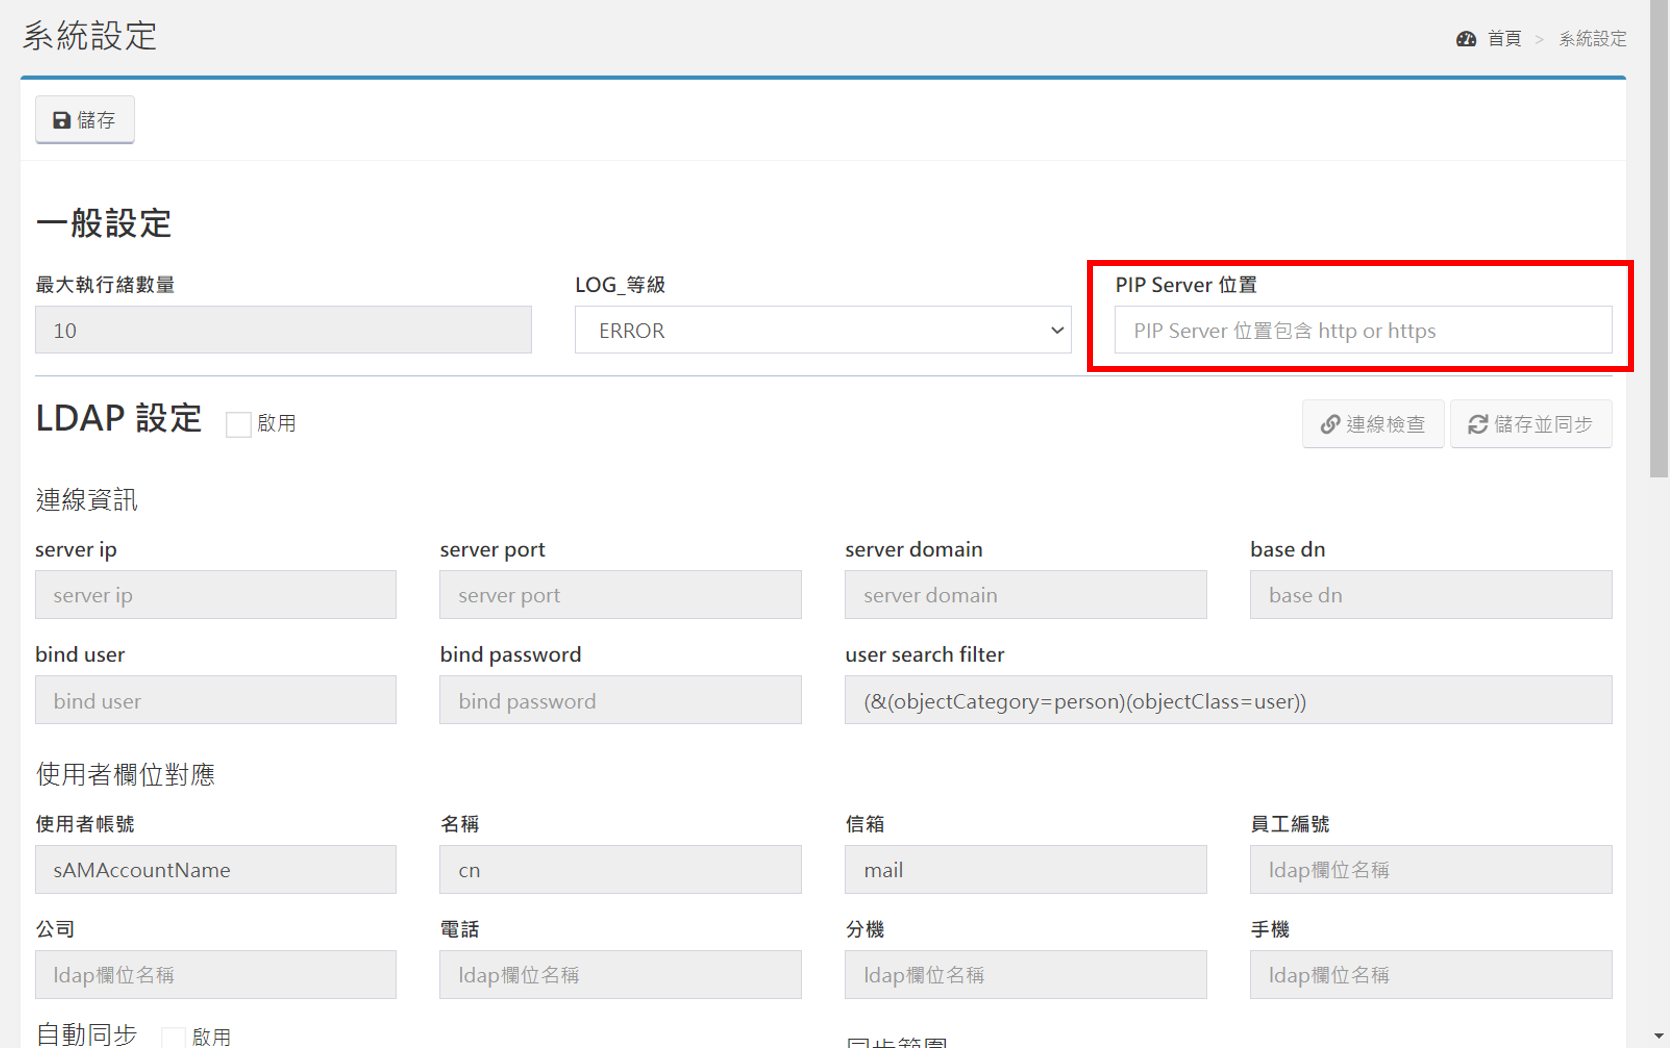 系統設定
首頁 > 系統設定
儲存
一般設定
最大執行緒數量 LOG_等級 PIP Server 位置
10 ERROR PIP Server 位置包含 http or https
LDAP 設定 啟用 連線檢查 儲存並同步
連線資訊
server ip server port server domain base dn
server ip server port server domain base dn
bind user bind password user search filter
bind user bind password (&(objectCategory=person)(objectClass=user))
使用者欄位對應
使用者帳號 名稱 信箱 員工編號
sAMAccountName cn mail ldap欄位名稱
公司 電話 分機 手機
ldap欄位名稱 ldap欄位名稱 ldap欄位名稱 ldap欄位名稱
自動同步 啟用 同步範圍